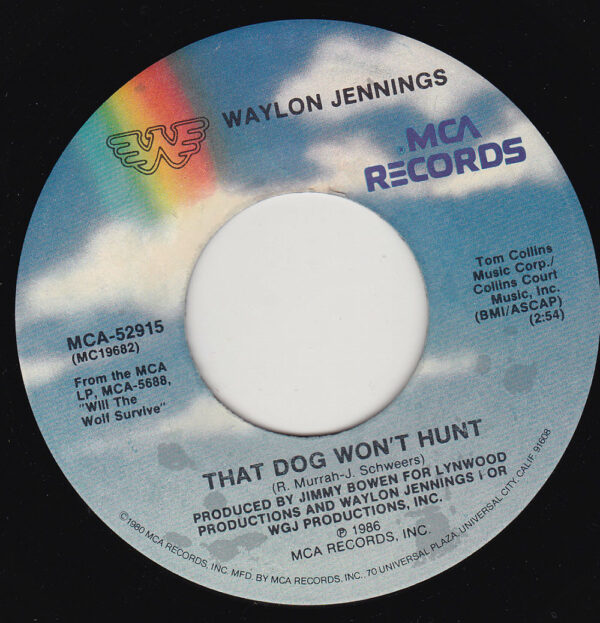 WAYLON JENNINGS
MCA
RECORDS
Tom Collins
Music Corp./
Collins Court
Music, Inc.
(BMI/ASCAP)
(2:54)
MCA-52915
(MC19682)
From the MCA
LP, MCA-5688,
"Will The
Wolf Survive"
THAT DOG WON'T HUNT
(R. Murrah-J. Schweers)
PRODUCED BY JIMMY BOWEN FOR LYNWOOD
PRODUCTIONS AND WAYLON JENNINGS FOR
WGJ PRODUCTIONS, INC.
℗ 1986
MCA RECORDS, INC.
©1980 MCA RECORDS, INC. MFD. BY MCA RECORDS, INC., 70 UNIVERSAL PLAZA, UNIVERSAL CITY, CALIF. 91608